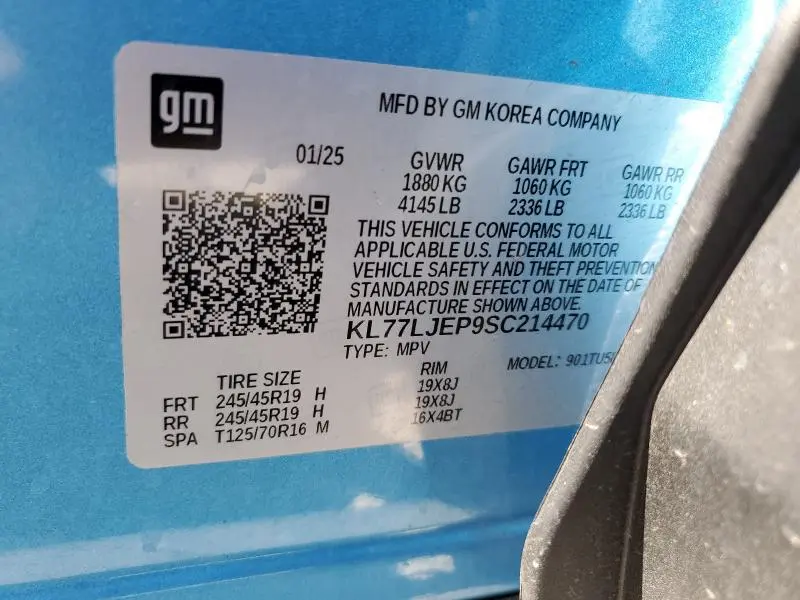 gm
MFD BY GM KOREA COMPANY
01/25 GVWR GAWR FRT GAWR RR
1880 KG 1060 KG 1060 KG
4145 LB 2336 LB 2336 LB
THIS VEHICLE CONFORMS TO ALL
APPLICABLE U.S. FEDERAL MOTOR
VEHICLE SAFETY AND THEFT PREVENTION
STANDARDS IN EFFECT ON THE DATE OF
MANUFACTURE SHOWN ABOVE.
KL77LJEP9SC214470
TYPE: MPV MODEL: 901TU58
TIRE SIZE RIM
FRT 245/45R19 H 19X8J
RR 245/45R19 H 19X8J
SPA T125/70R16 M 16X4BT